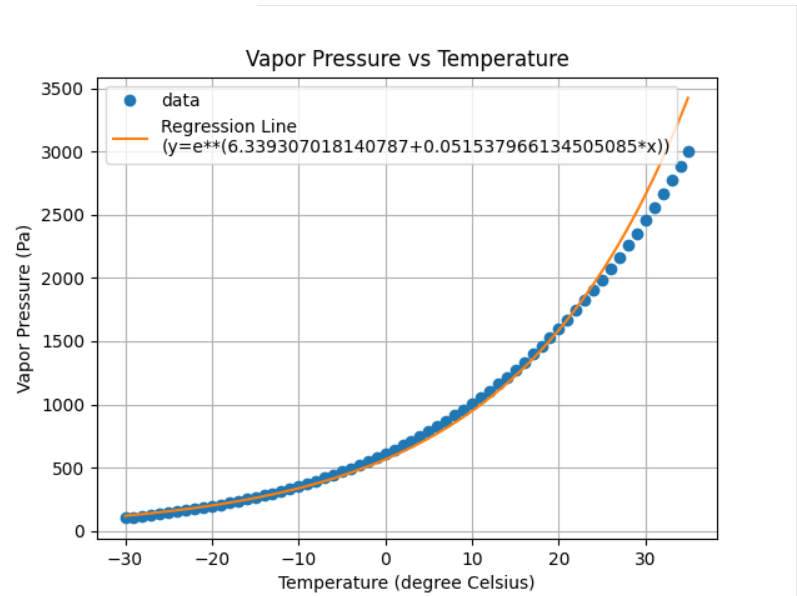 Vapor Pressure vs Temperature
data
Regression Line
(y=e**(6.339307018140787+0.051537966134505085*x))
Vapor Pressure (Pa)
3500
3000
2500
2000
1500
1000
500
0
−30
−20
−10
0
10
20
30
Temperature (degree Celsius)